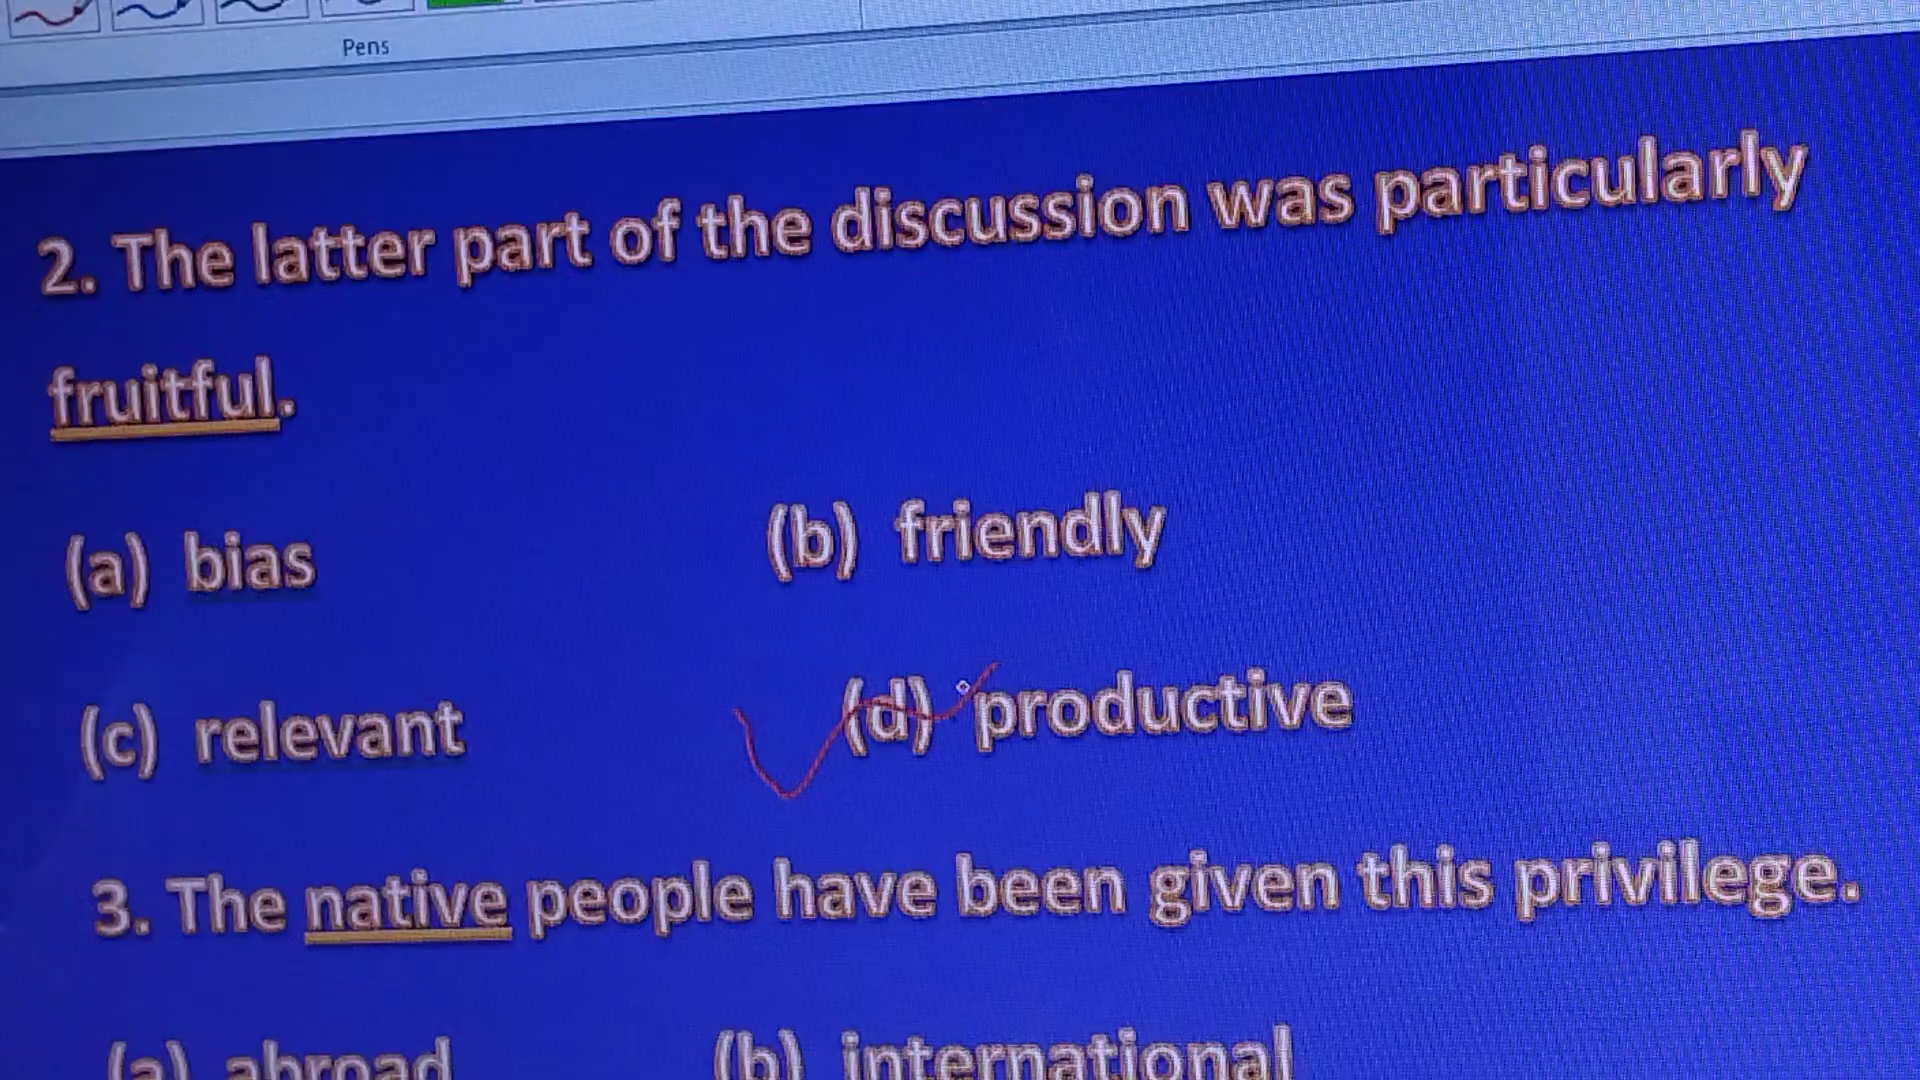 Pens
2. The latter part of the discussion was particularly
fruitful.
(a) bias (b) friendly
(c) relevant (d) productive
3. The native people have been given this privilege.
(a) abroad (b) international